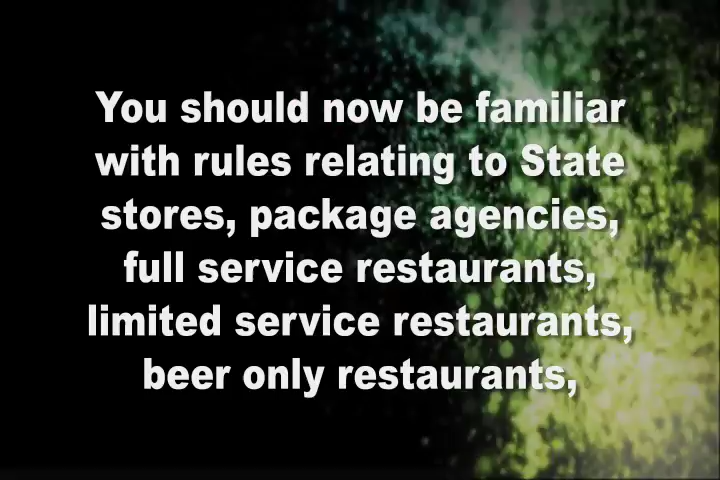 You should now be familiar
with rules relating to State
stores, package agencies,
full service restaurants,
limited service restaurants,
beer only restaurants,